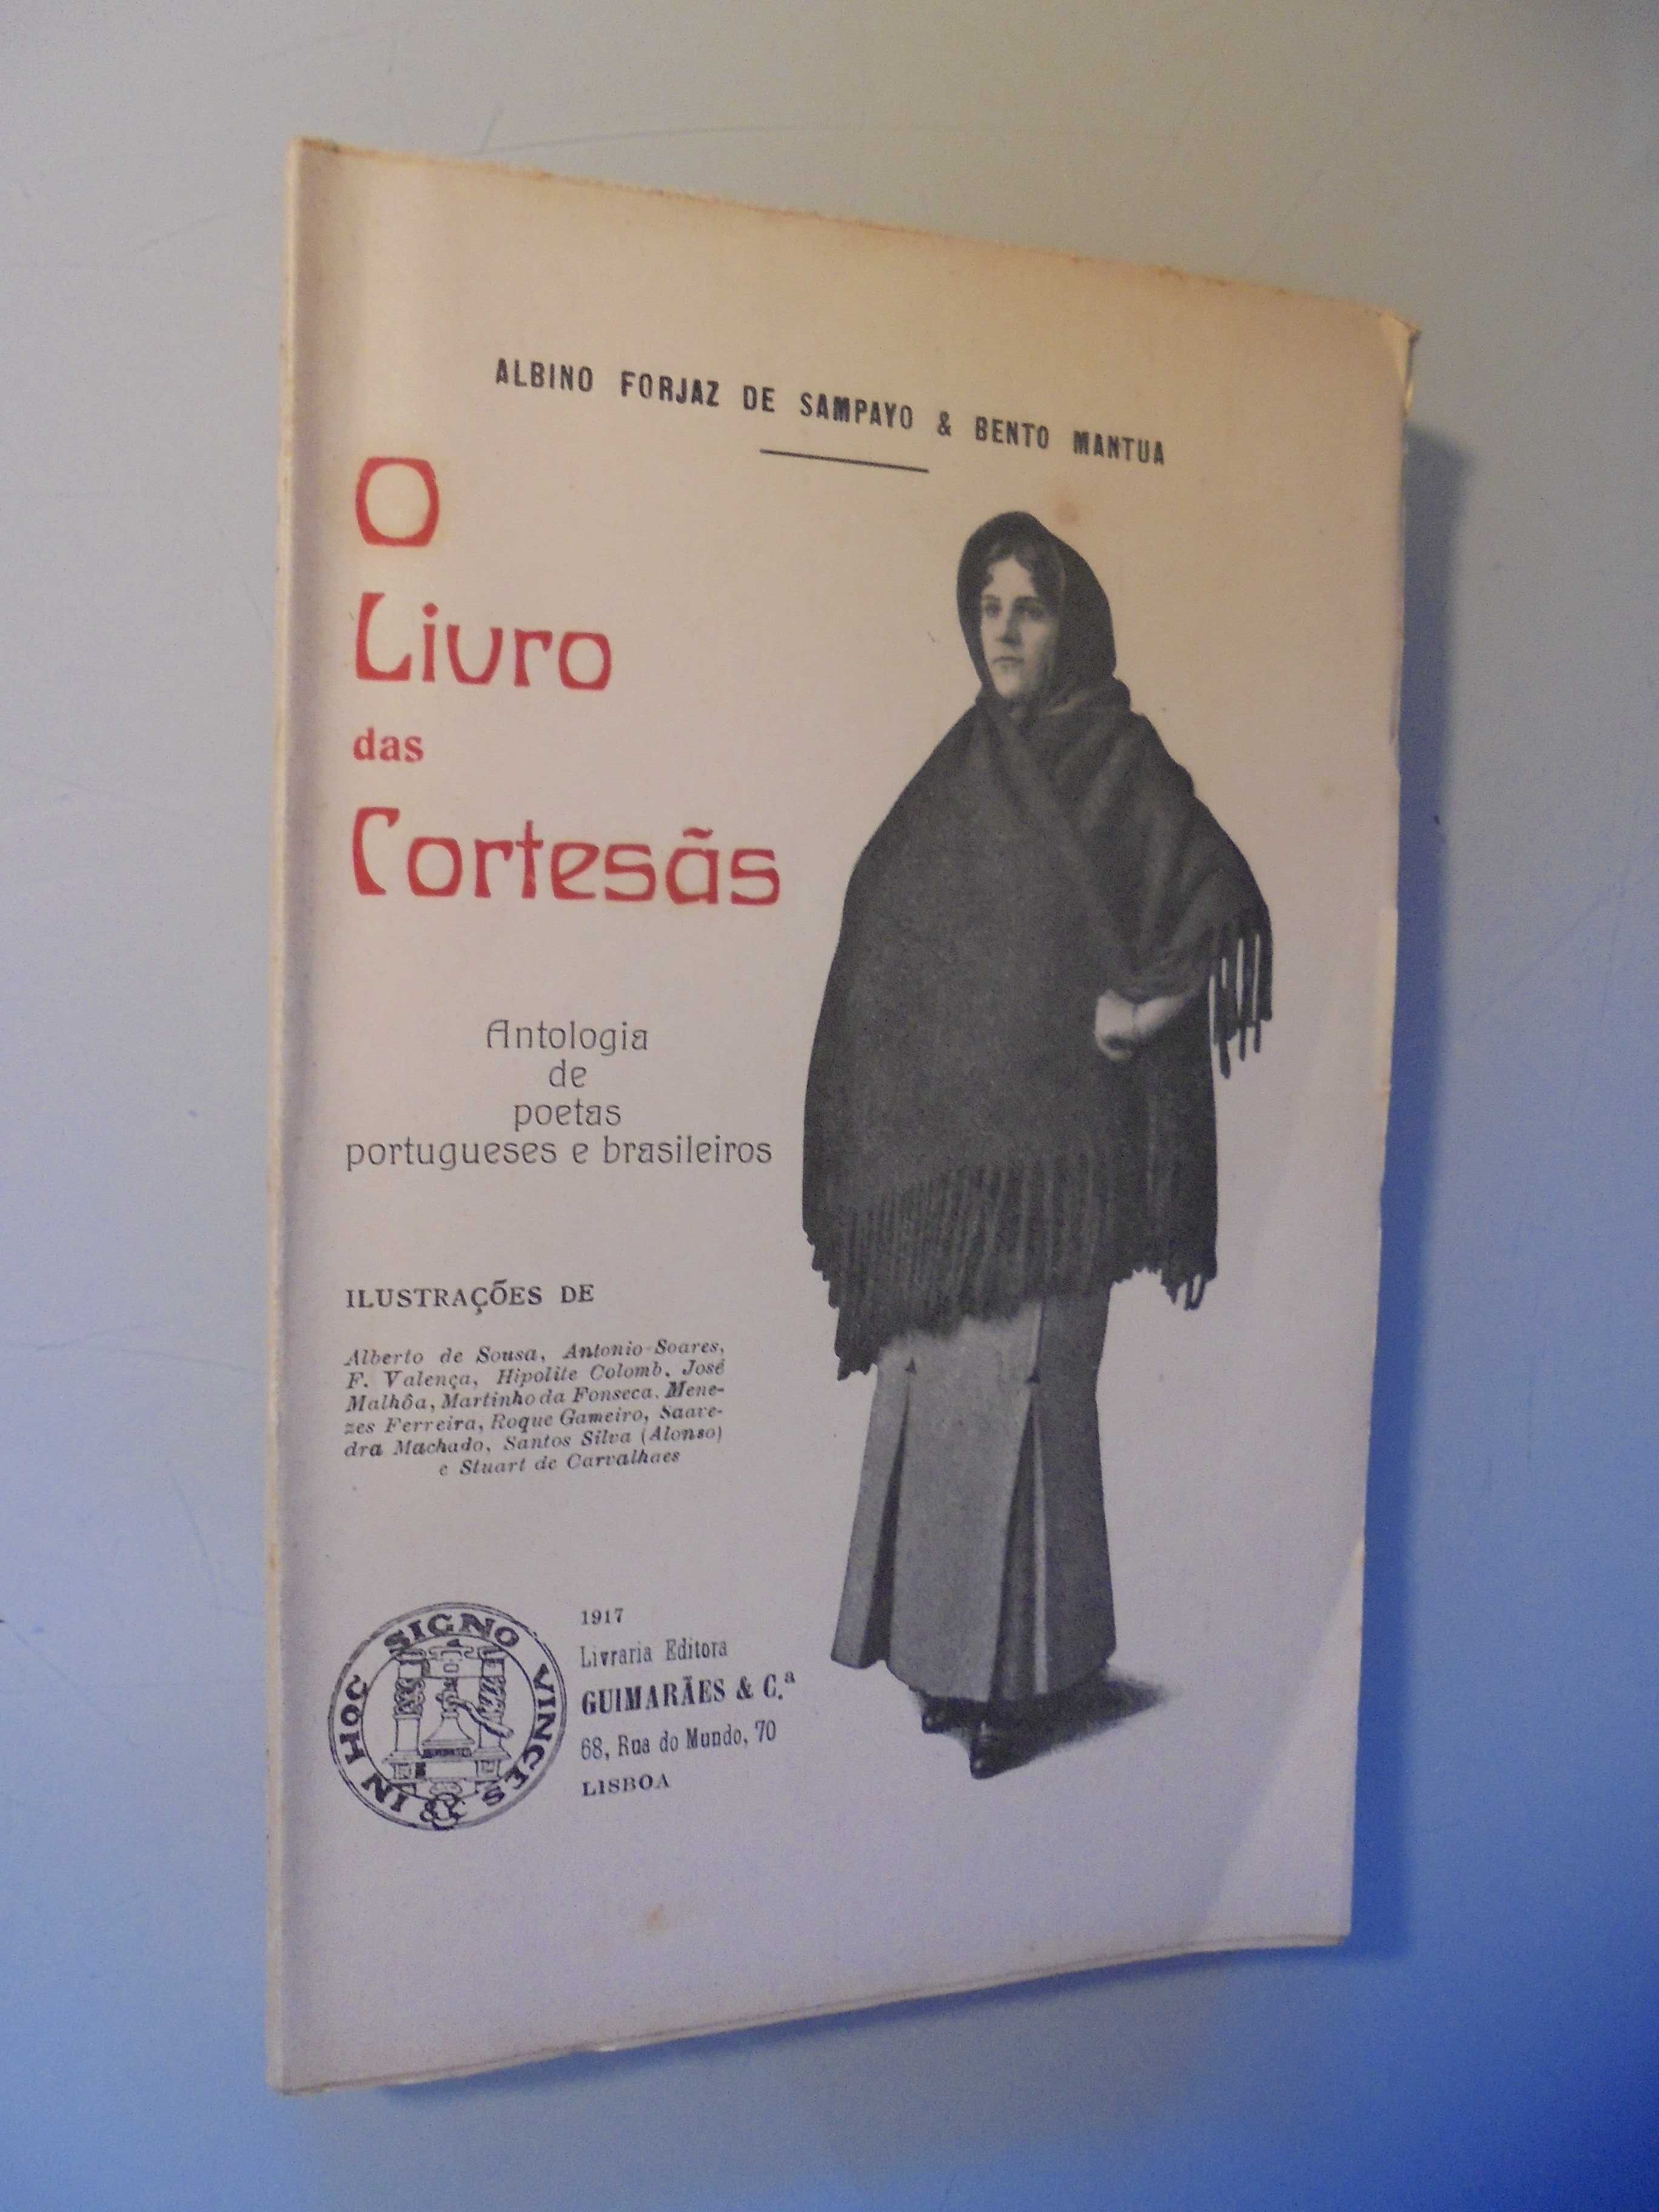 ALBINO FORJAZ DE SAMPAYO & BENTO MANTUA
O
Livro
das
Cortesãs
Antologia
de
poetas
portugueses e brasileiros
ILUSTRAÇÕES DE
Alberto de Sousa, Antonio Soares,
F. Valença, Hipolite Colomb, José
Malhôa, Martinho da Fonseca, Mene-
zes Ferreira, Roque Gameiro, Saave-
dra Machado, Santos Silva (Alonso)
e Stuart de Carvalhaes
IN HOC SIGNO VINCES
1917
Livraria Editora
GUIMARÃES & C.ª
68, Rua do Mundo, 70
LISBOA